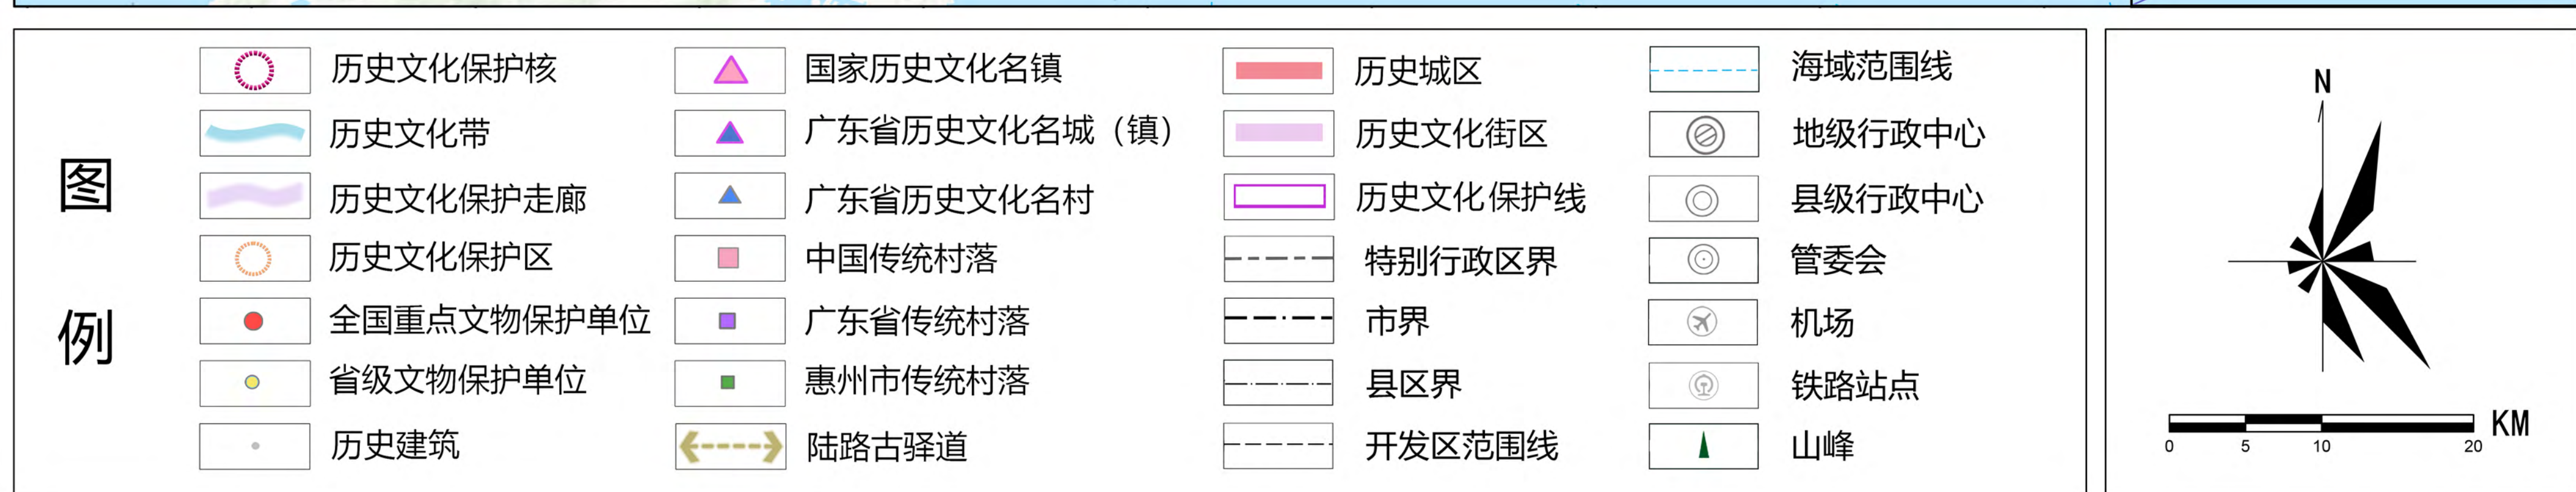 图例
历史文化保护核
历史文化带
历史文化保护走廊
历史文化保护区
全国重点文物保护单位
省级文物保护单位
历史建筑
国家历史文化名镇
广东省历史文化名城（镇）
广东省历史文化名村
中国传统村落
广东省传统村落
惠州市传统村落
陆路古驿道
历史城区
历史文化街区
历史文化保护线
特别行政区界
市界
县区界
开发区范围线
海域范围线
地级行政中心
县级行政中心
管委会
机场
铁路站点
山峰
N
KM
0 5 10 20